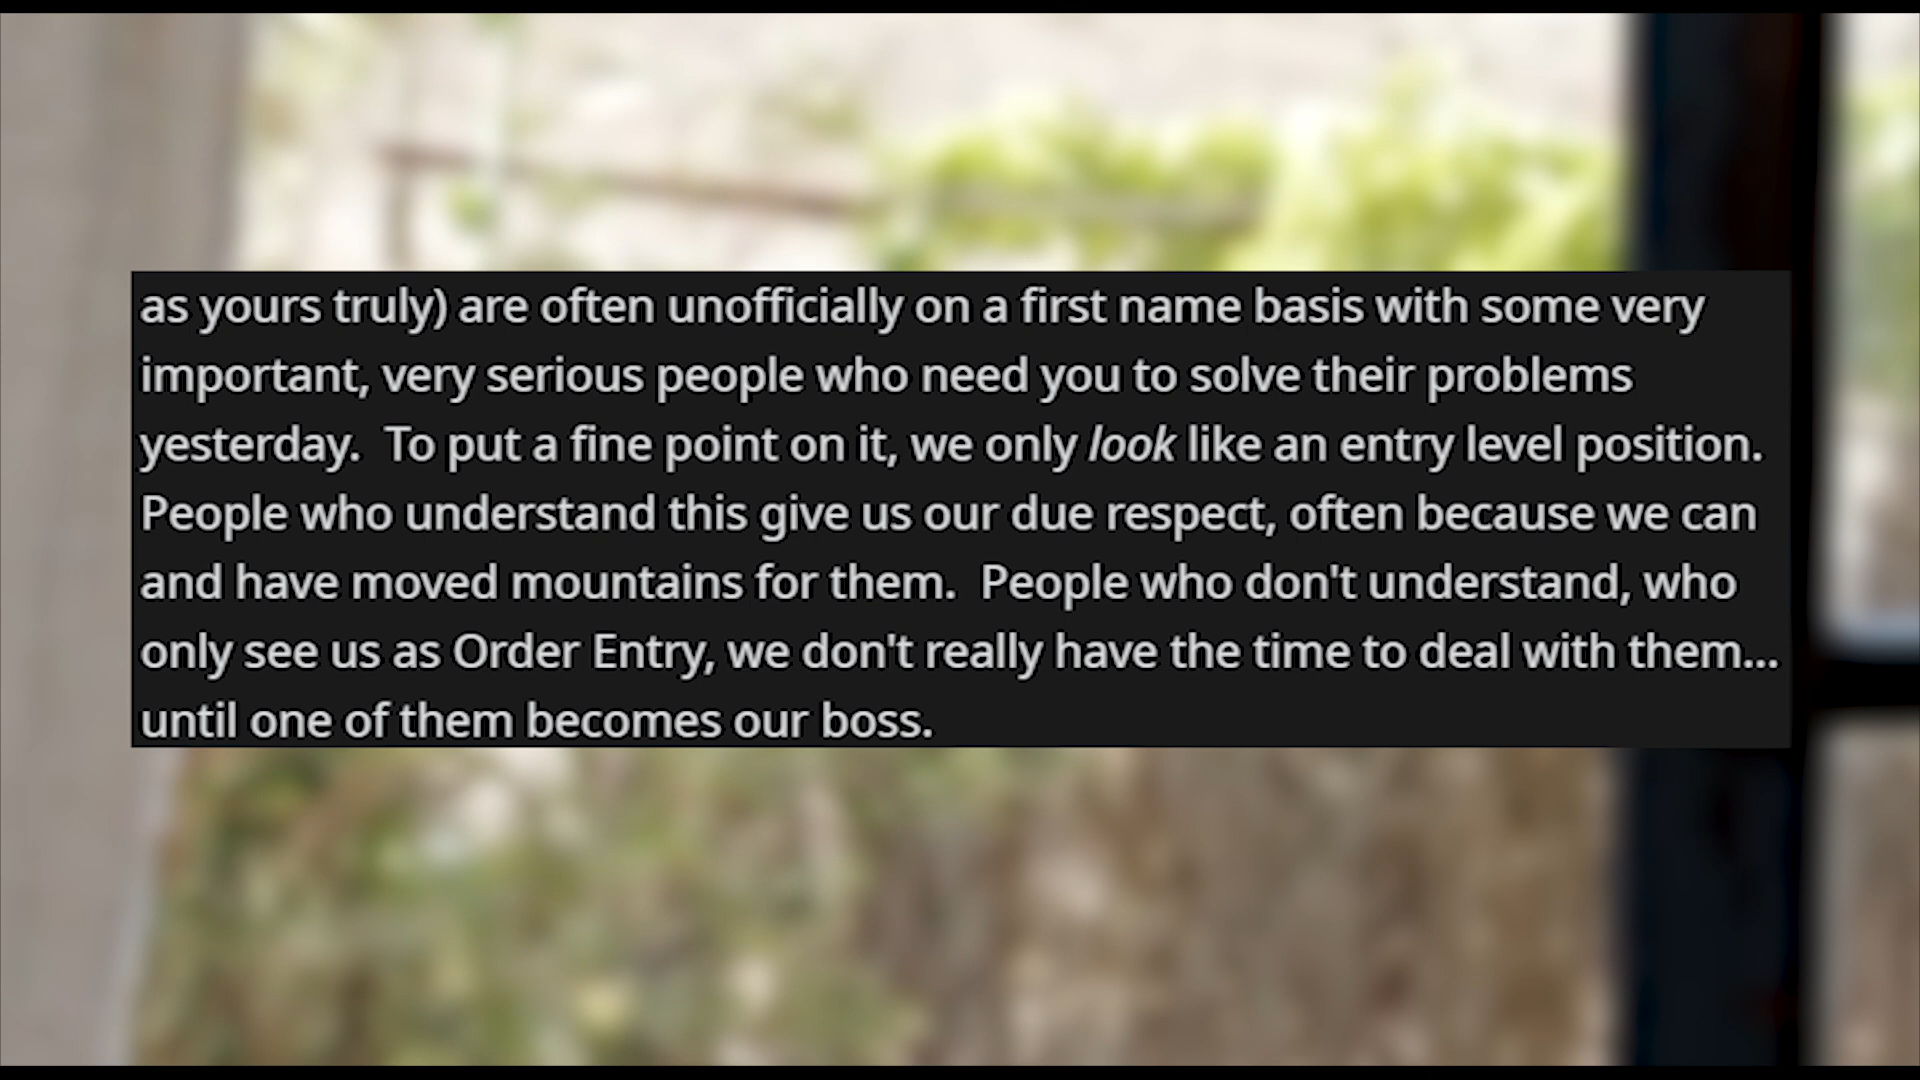 as yours truly) are often unofficially on a first name basis with some very
important, very serious people who need you to solve their problems
yesterday.  To put a fine point on it, we only look like an entry level position.
People who understand this give us our due respect, often because we can
and have moved mountains for them.  People who don't understand, who
only see us as Order Entry, we don't really have the time to deal with them...
until one of them becomes our boss.